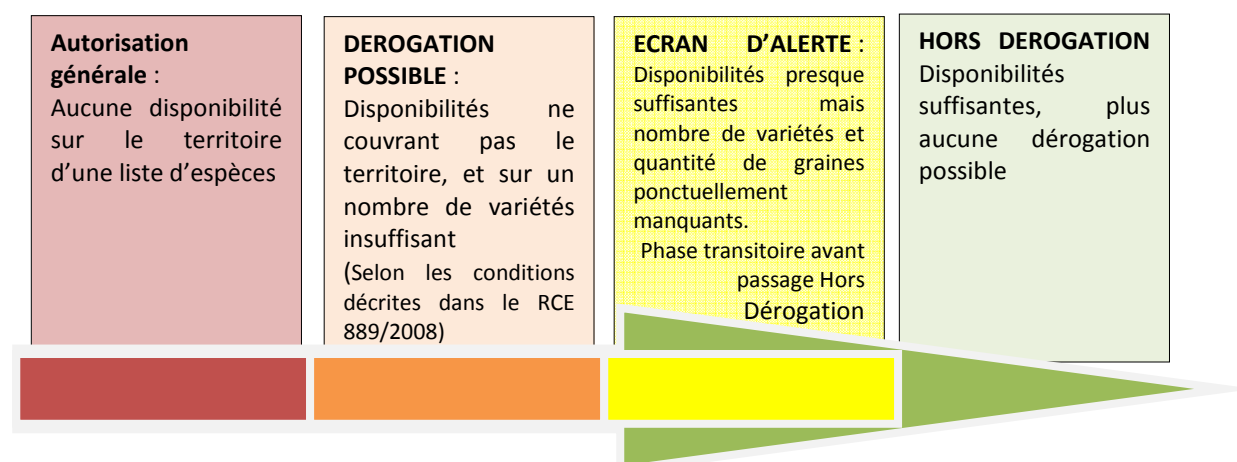 Autorisation
générale :
Aucune disponibilité
sur le territoire
d’une liste d’espèces
DEROGATION
POSSIBLE :
Disponibilités ne
couvrant pas le
territoire, et sur un
nombre de variétés
insuffisant
(Selon les conditions
décrites dans le RCE
889/2008)
ECRAN D’ALERTE :
Disponibilités presque
suffisantes mais
nombre de variétés et
quantité de graines
ponctuellement
manquants.
Phase transitoire avant
passage Hors
Dérogation
HORS DEROGATION
Disponibilités
suffisantes, plus
aucune dérogation
possible